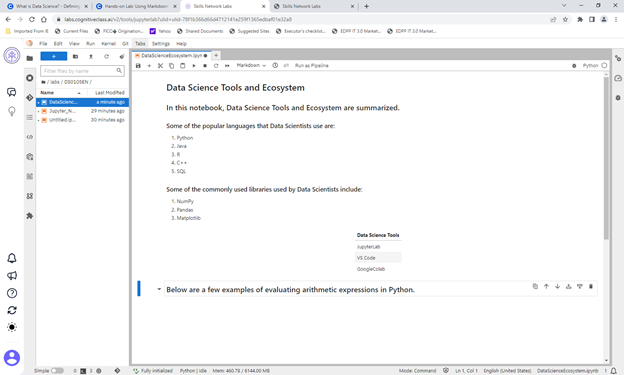 What is Data Science? - Defining
Hands-on Lab: Using Markdown
Skills Network Labs
Skills Network Labs
labs.cognitiveclass.ai/v2/tools/jupyterlab?ulid=
Imported From IE
Current Files
FICO
Origination...
Yahoo
Shared Documents
Suggested Sites
Executor's checklist...
EDPP IT 3.0 Market...
EDPP IT 3.0 Market...
File Edit View Run Kernel Git Tabs Settings Help
Filter files by name
/ labs / DS0105EN /
Name Last Modified
DataScienc... a minute ago
Jupyter_N... 29 minutes ago
Untitled.ip... 30 minutes ago
DataScienceEcosystem.ipynb
Markdown
git
Run as Pipeline
Python
Data Science Tools and Ecosystem
In this notebook, Data Science Tools and Ecosystem are summarized.
Some of the popular languages that Data Scientists use are:
1. Python
2. Java
3. R
4. C++
5. SQL
Some of the commonly used libraries used by Data Scientists include:
1. NumPy
2. Pandas
3. Matplotlib
Data Science Tools
JupyterLab
VS Code
GoogleColab
Below are a few examples of evaluating arithmetic expressions in Python.
Simple 0 3 Fully initialized Python | Idle Mem: 460.78 / 6144.00 MB Mode: Command Ln 1, Col 1 English (United States) DataScienceEcosystem.ipynb 1